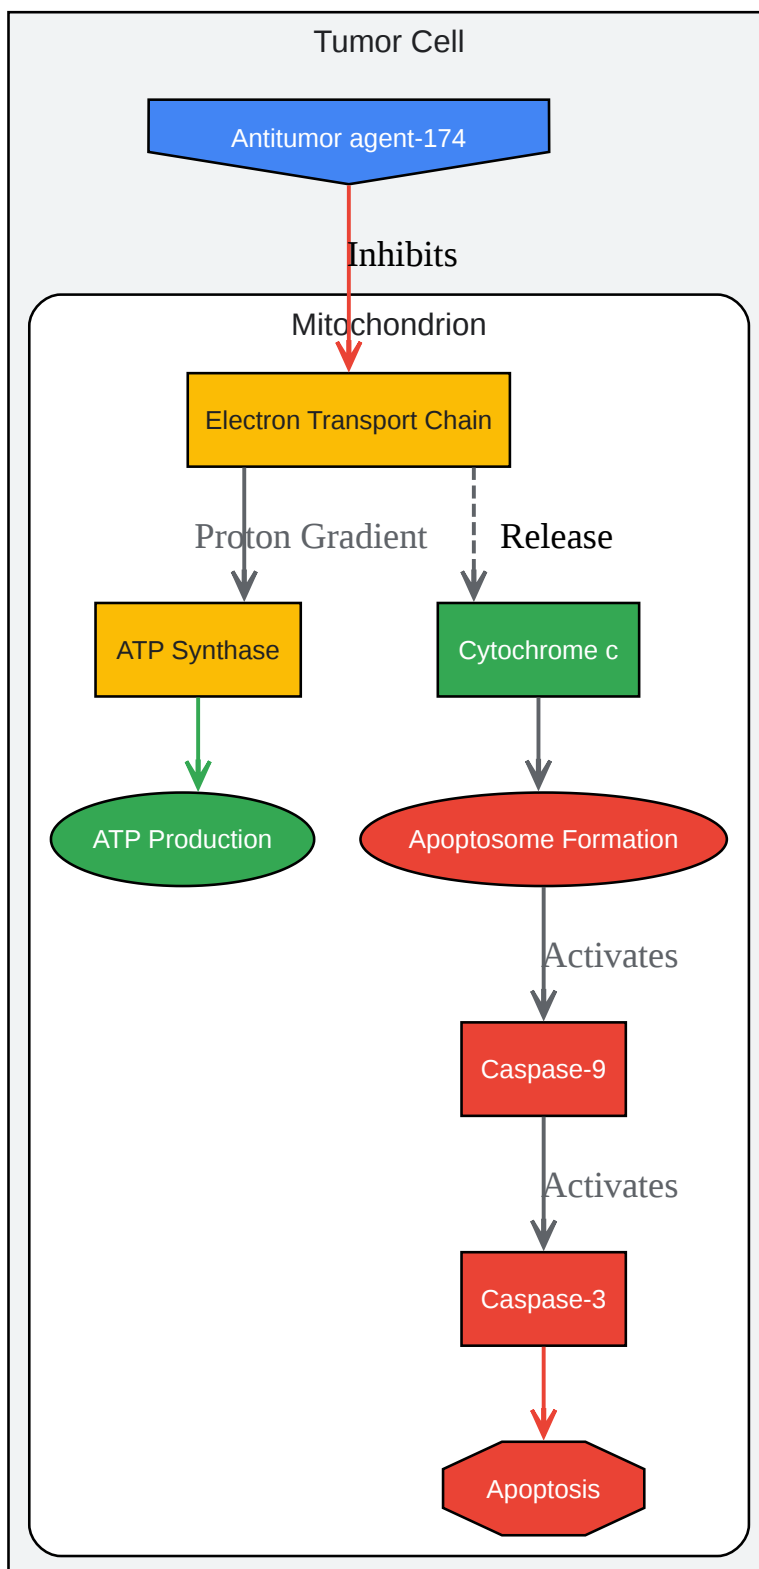 Tumor Cell
Antitumor agent-174
Inhibits
Mitochondrion
Electron Transport Chain
Proton Gradient
Release
ATP Synthase
Cytochrome c
ATP Production
Apoptosome Formation
Activates
Caspase-9
Activates
Caspase-3
Apoptosis